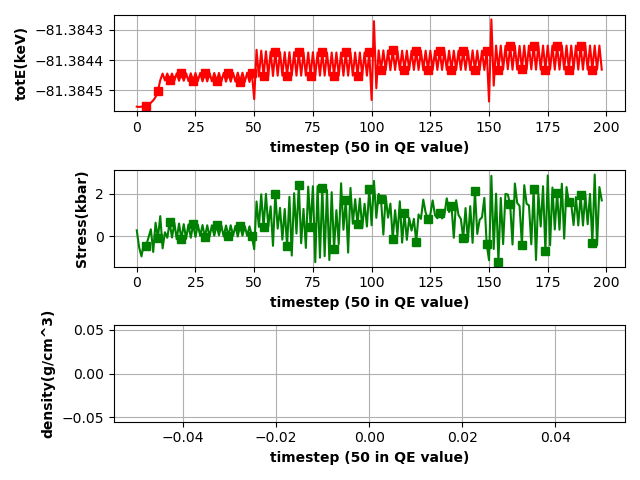 totE(keV)
−81.3843
−81.3844
−81.3845
0 25 50 75 100 125 150 175 200
timestep (50 in QE value)
Stress(kbar)
2
0
0 25 50 75 100 125 150 175 200
timestep (50 in QE value)
density(g/cm^3)
0.05
0.00
−0.05
−0.04 −0.02 0.00 0.02 0.04
timestep (50 in QE value)